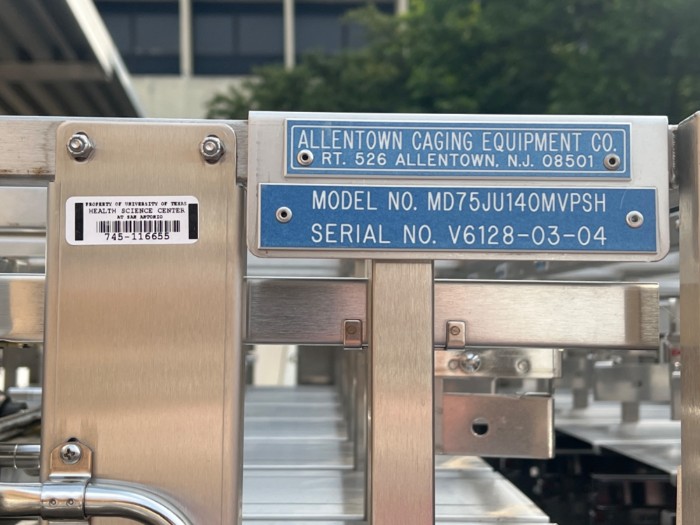 ALLENTOWN CAGING EQUIPMENT CO.
RT. 526 ALLENTOWN, N.J. 08501
MODEL NO. MD75JU140MVPSH
SERIAL NO. V6128-03-04
PROPERTY OF UNIVERSITY OF TEXAS
HEALTH SCIENCE CENTER
AT SAN ANTONIO
745-116655